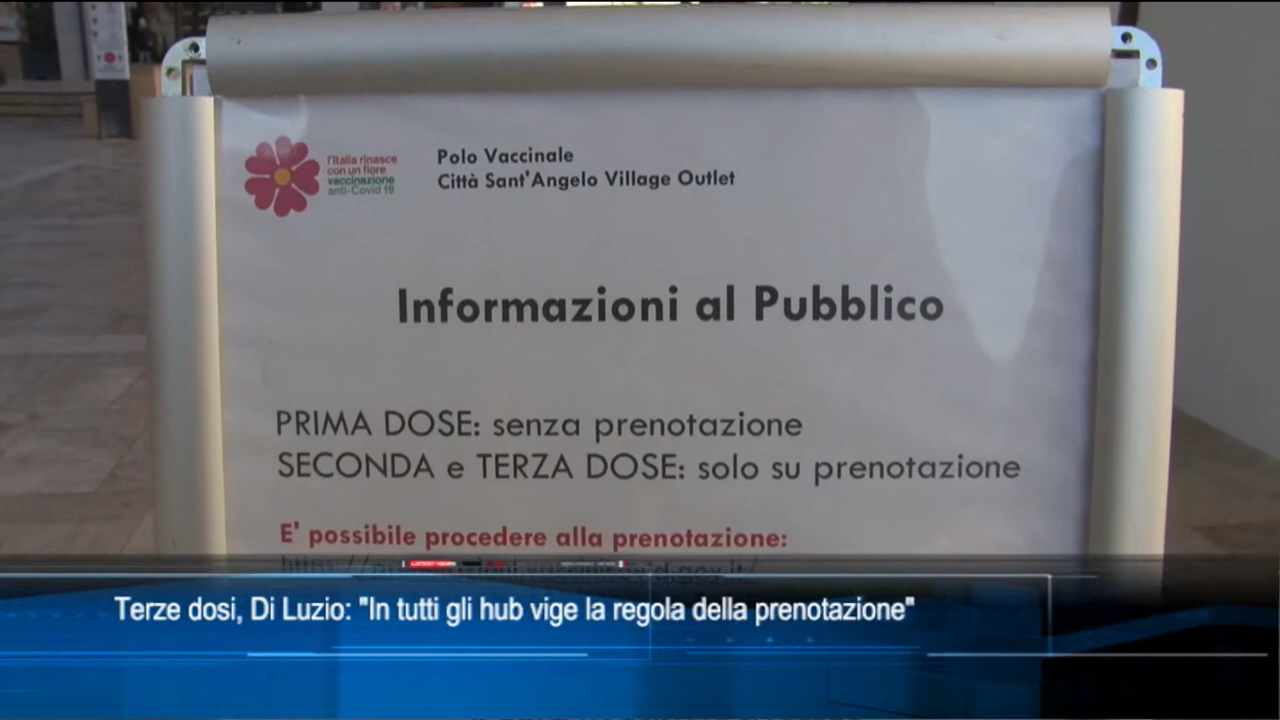 l'Italia rinasce
con un fiore
vaccinazione
anti-Covid 19
Polo Vaccinale
Città Sant'Angelo Village Outlet
Informazioni al Pubblico
PRIMA DOSE: senza prenotazione
SECONDA e TERZA DOSE: solo su prenotazione
E' possibile procedere alla prenotazione:
LATEST NEWS
Terze dosi, Di Luzio: "In tutti gli hub vige la regola della prenotazione"